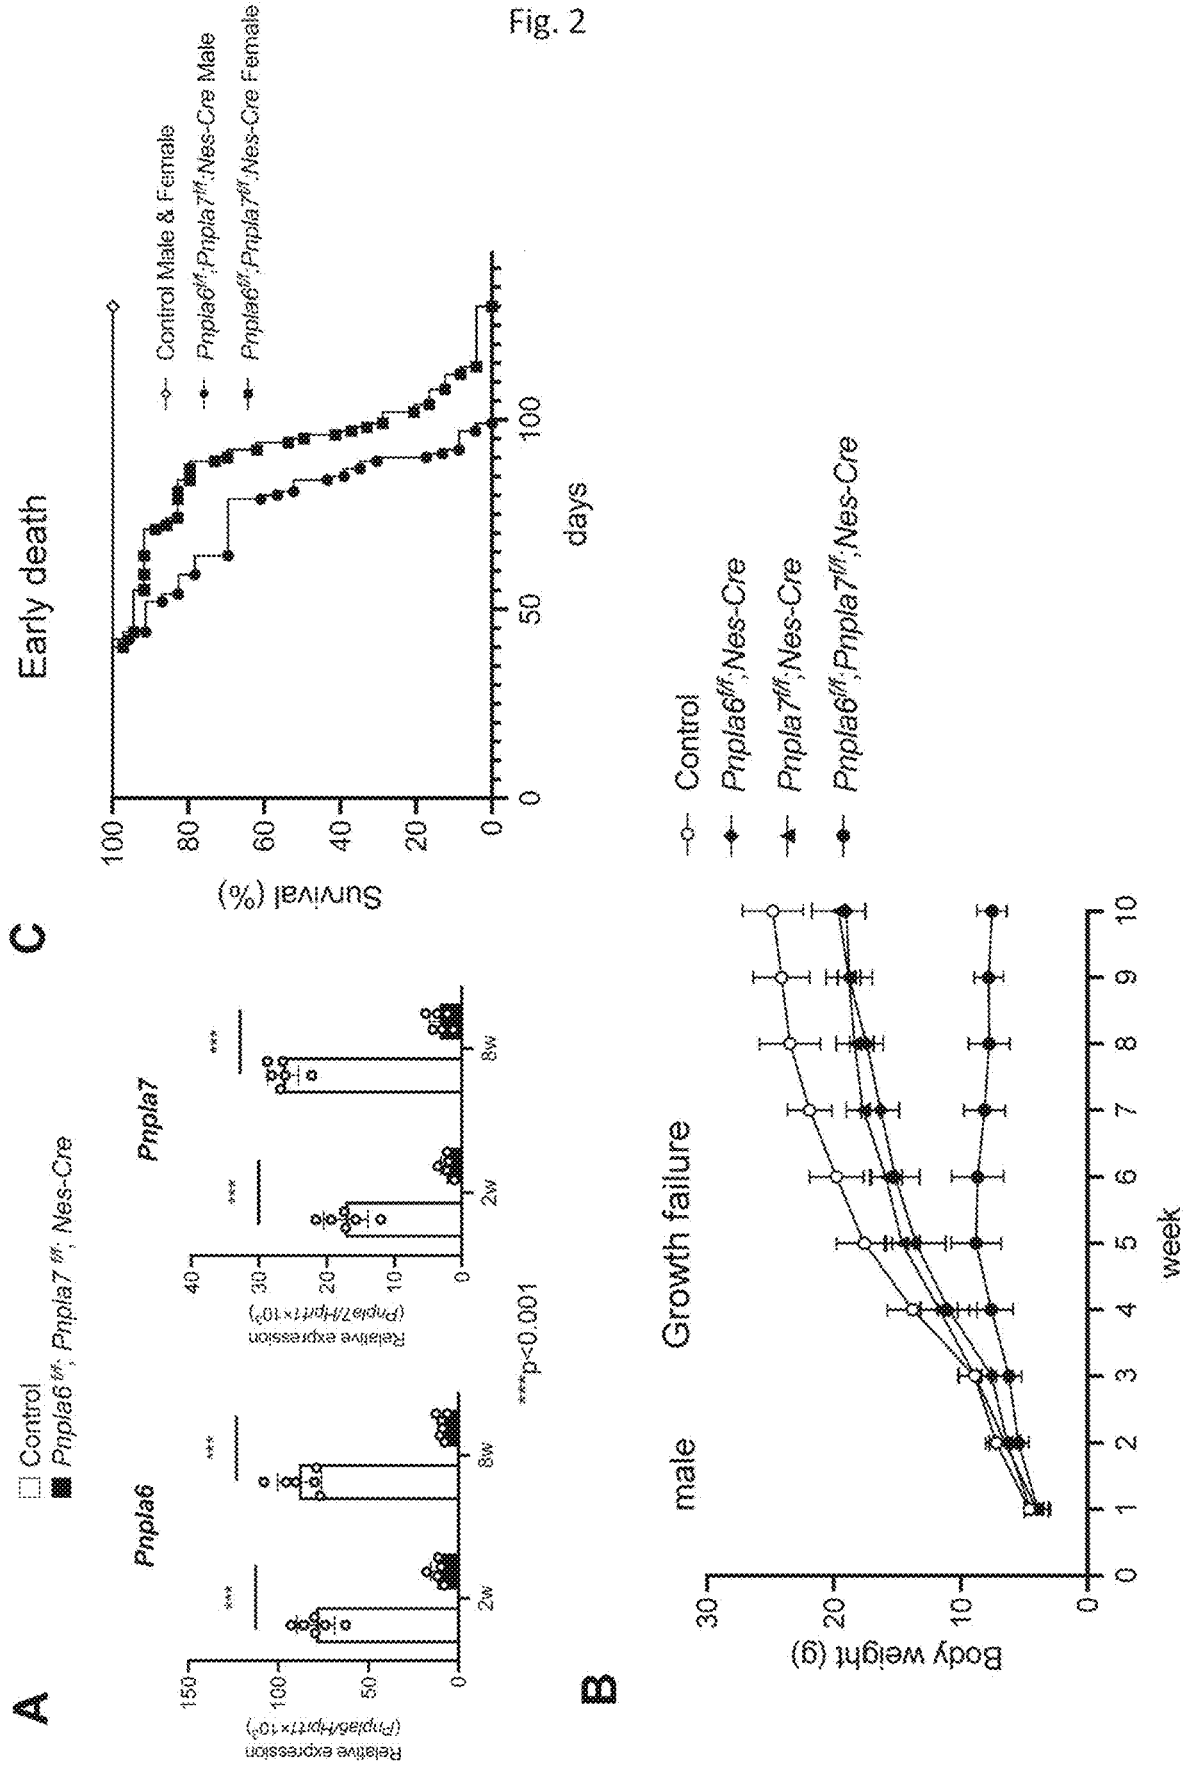 Fig. 2
A
□ Control
■ Pnpla6 f/f; Pnpla7 f/f; Nes-Cre
Pnpla6
Relative expression
(Pnpla6/Hprt1×10³)
150
100
50
0
***
***
2w
8w
Pnpla7
Relative expression
(Pnpla7/Hprt1×10³)
40
30
20
10
0
***
***
2w
8w
***p<0.001
C
Early death
Survival (%)
100
80
60
40
20
0
0
50
100
days
Control Male & Female
Pnpla6f/f;Pnpla7f/f;Nes-Cre Male
Pnpla6f/f;Pnpla7f/f;Nes-Cre Female
B
male
Growth failure
Body weight (g)
30
20
10
0
0 1 2 3 4 5 6 7 8 9 10
week
Control
Pnpla6f/f;Nes-Cre
Pnpla7f/f;Nes-Cre
Pnpla6f/f;Pnpla7f/f;Nes-Cre